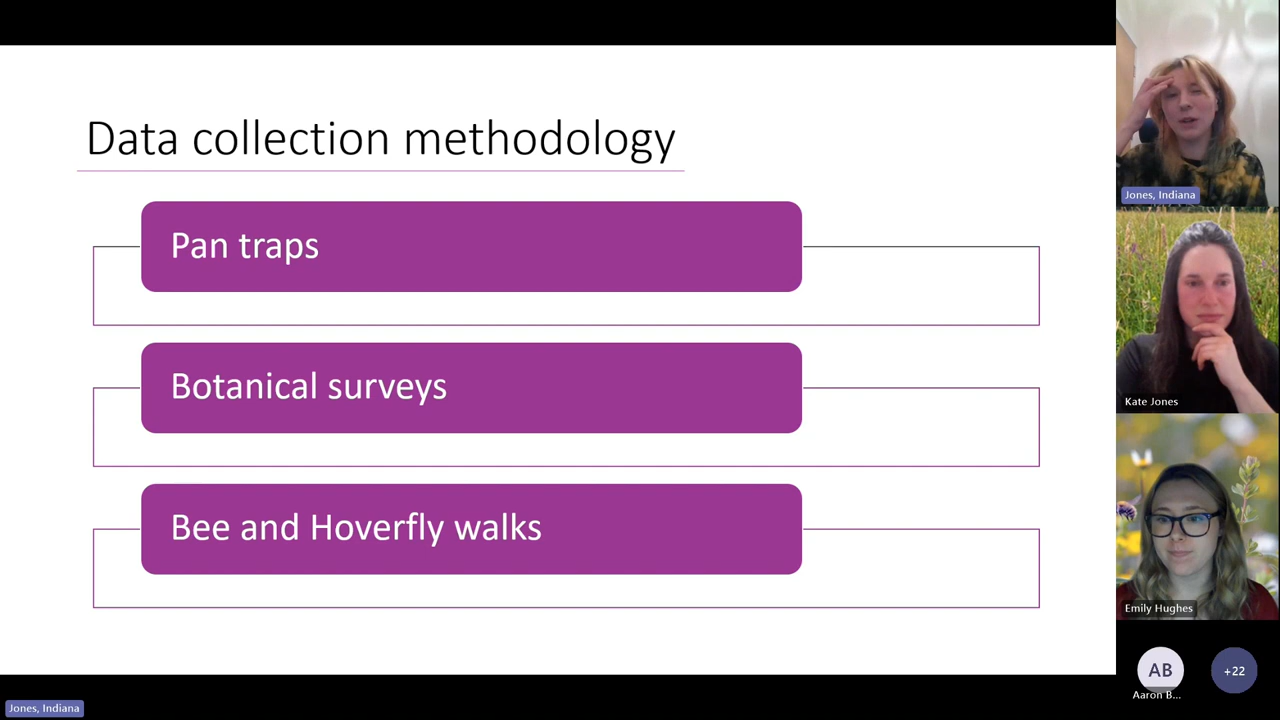 Data collection methodology
Pan traps
Botanical surveys
Bee and Hoverfly walks
Jones, Indiana
Kate Jones
Emily Hughes
AB
+22
Aaron B...
Jones, Indiana